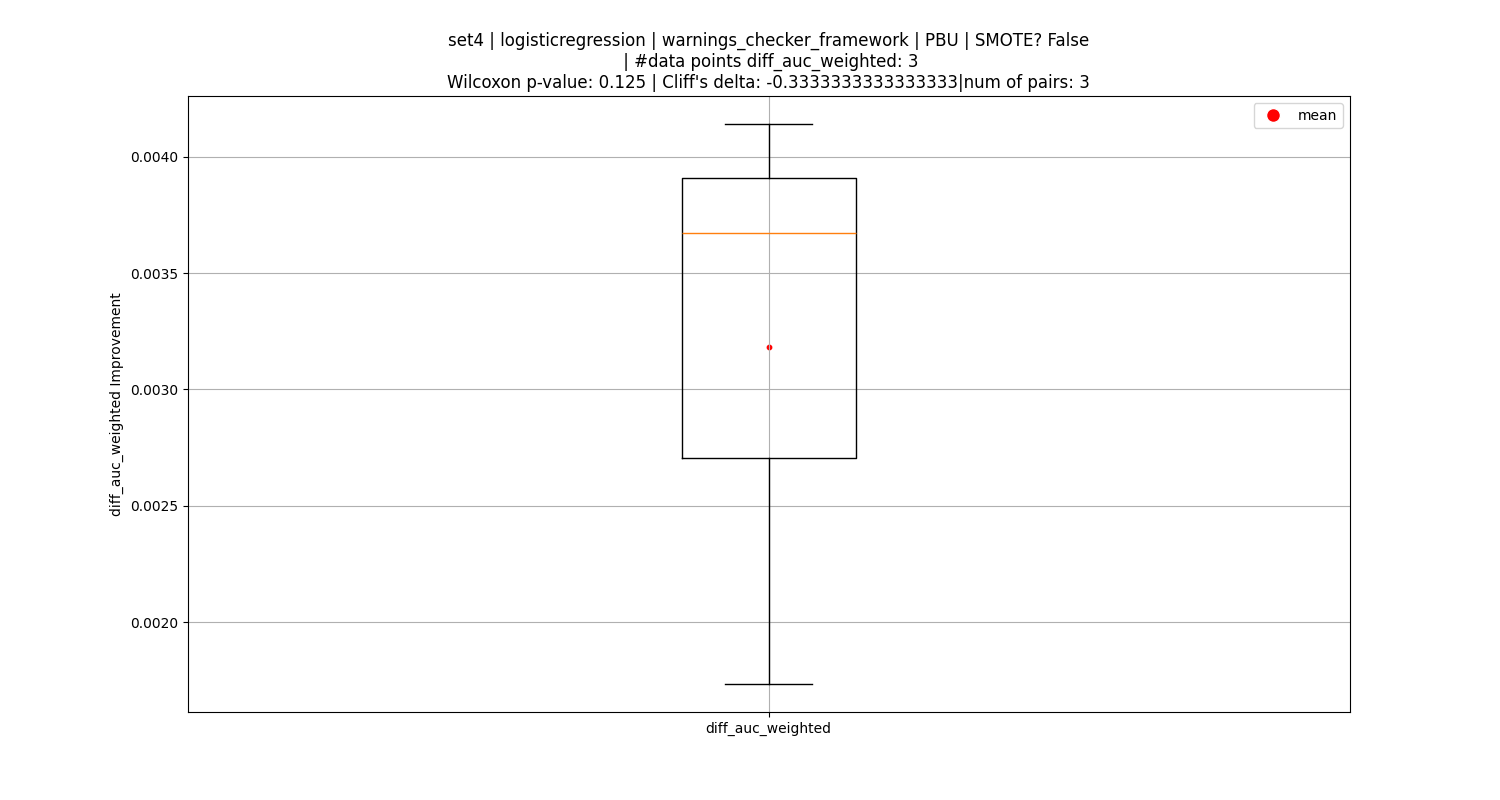 set4 | logisticregression | warnings_checker_framework | PBU | SMOTE? False
| #data points diff_auc_weighted: 3
Wilcoxon p-value: 0.125 | Cliff's delta: -0.3333333333333333|num of pairs: 3
mean
0.0040
0.0035
0.0030
0.0025
0.0020
diff_auc_weighted Improvement
diff_auc_weighted